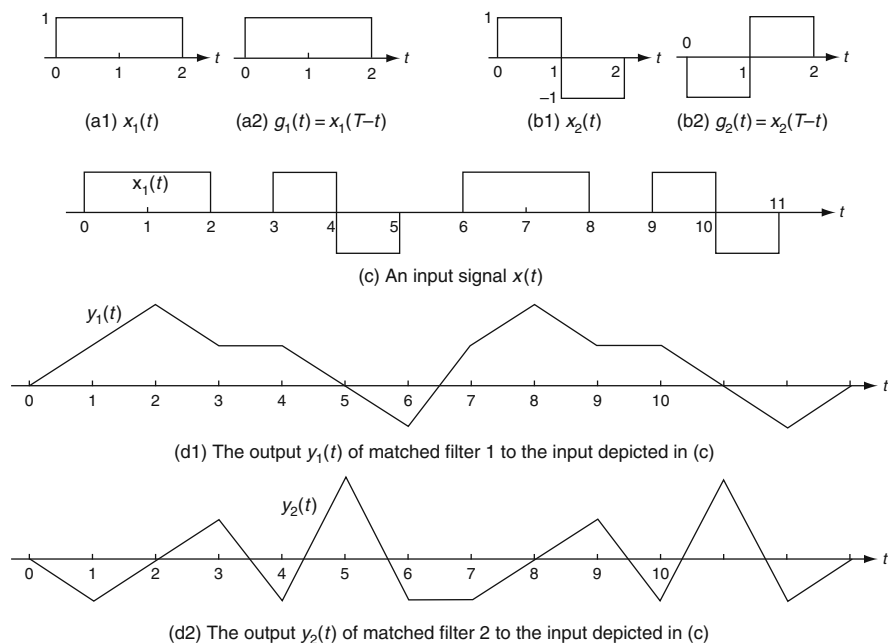 1 1
0 1 2 t 0 1 2 t 0 1 2 t 0 1 2 t
−1
(a1) x₁(t) (a2) g₁(t) = x₁(T−t) (b1) x₂(t) (b2) g₂(t) = x₂(T−t)
x₁(t)
0 1 2 3 4 5 6 7 8 9 10 11 t
(c) An input signal x(t)
y₁(t)
0 1 2 3 4 5 6 7 8 9 10 t
(d1) The output y₁(t) of matched filter 1 to the input depicted in (c)
y₂(t)
0 1 2 3 4 5 6 7 8 9 10 t
(d2) The output y₂(t) of matched filter 2 to the input depicted in (c)